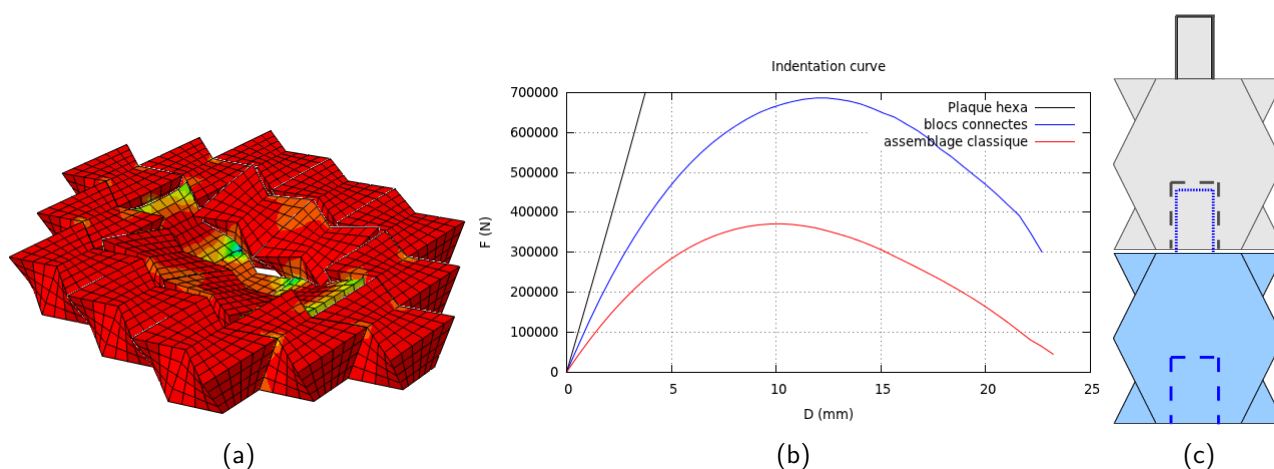 Indentation curve
700000
600000
500000
400000
300000
200000
100000
0
F (N)
Plaque hexa
blocs connectes
assemblage classique
0 5 10 15 20 25
D (mm)
(a) (b) (c)